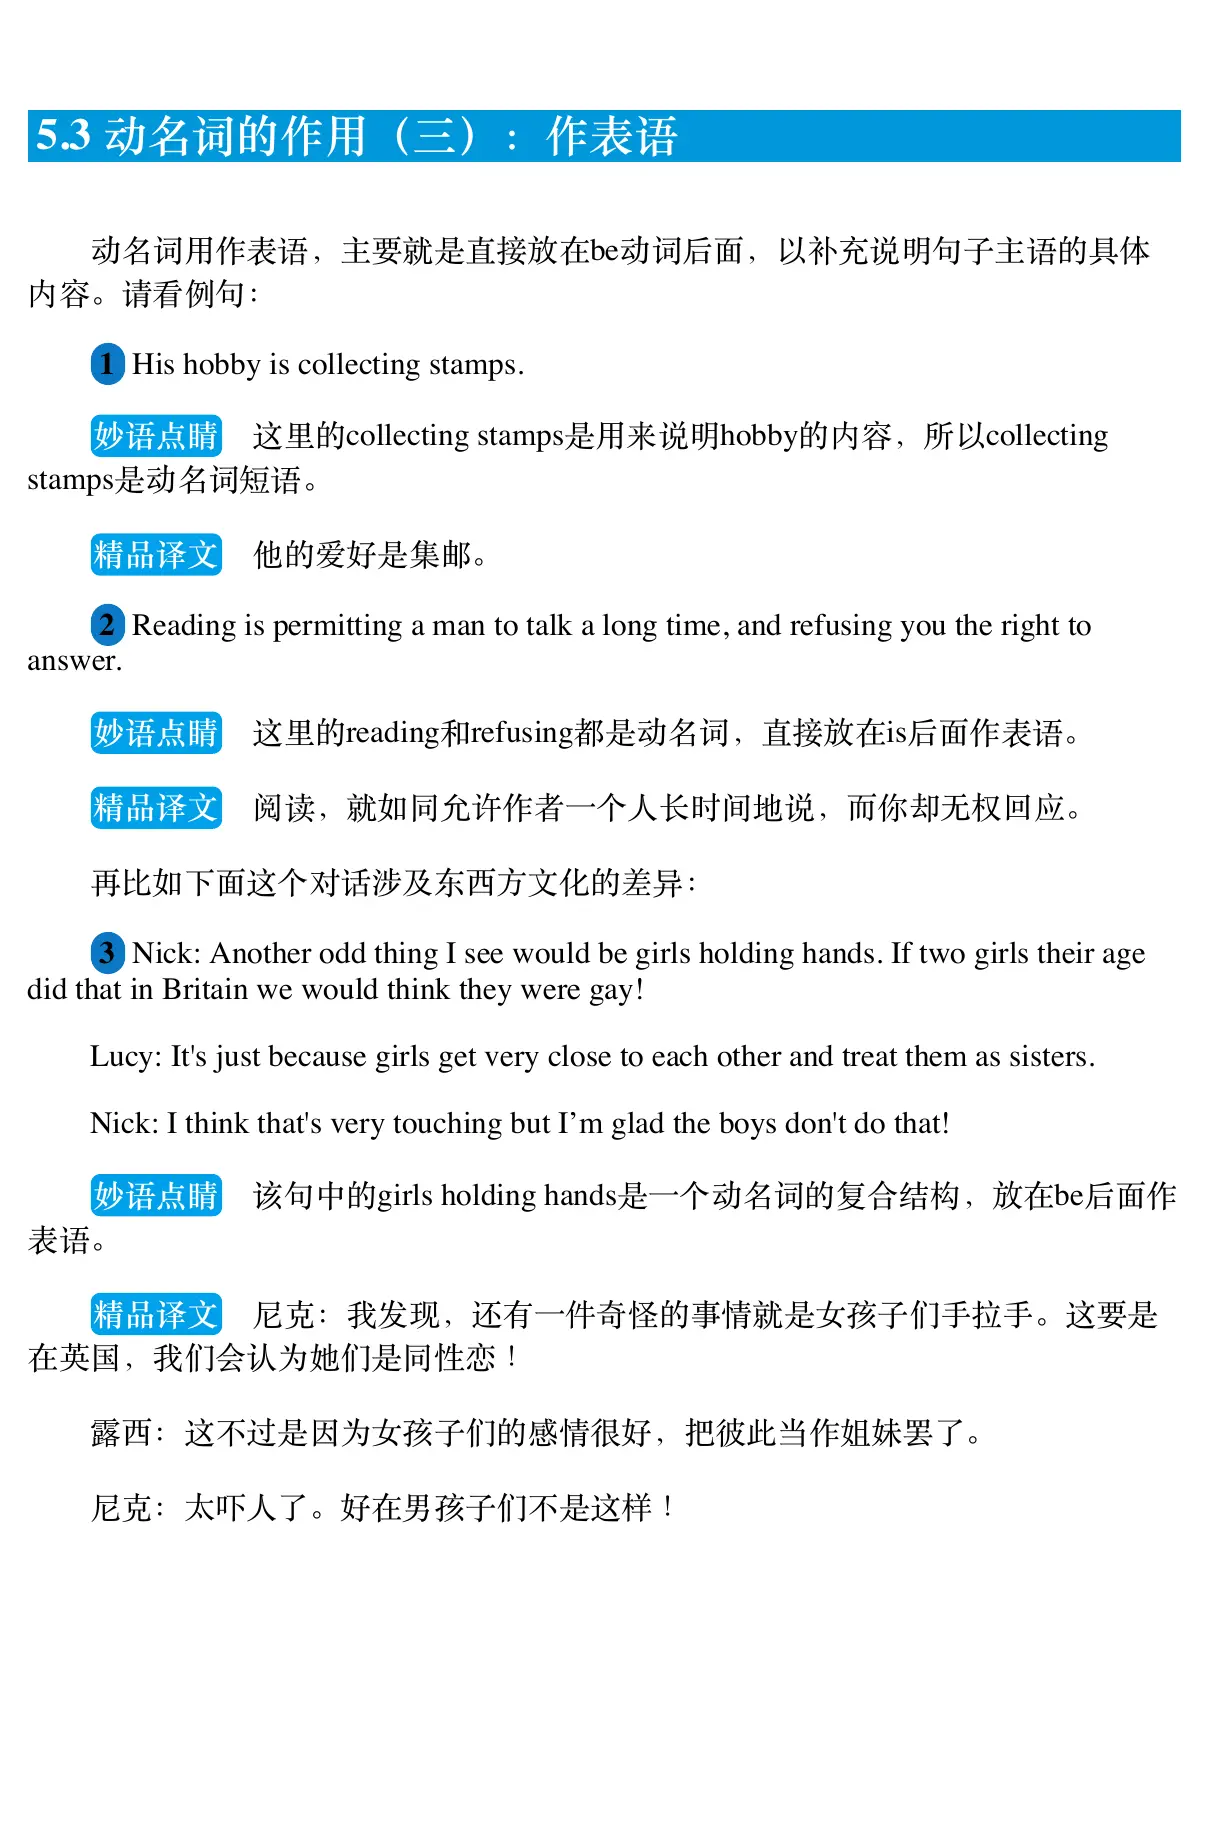 5.3 动名词的作用（三）：作表语
动名词用作表语，主要就是直接放在be动词后面，以补充说明句子主语的具体
内容。请看例句：
1 His hobby is collecting stamps.
妙语点睛 这里的collecting stamps是用来说明hobby的内容，所以collecting
stamps是动名词短语。
精品译文 他的爱好是集邮。
2 Reading is permitting a man to talk a long time, and refusing you the right to
answer.
妙语点睛 这里的reading和refusing都是动名词，直接放在is后面作表语。
精品译文 阅读，就如同允许作者一个人长时间地说，而你却无权回应。
再比如下面这个对话涉及东西方文化的差异：
3 Nick: Another odd thing I see would be girls holding hands. If two girls their age
did that in Britain we would think they were gay!
Lucy: It's just because girls get very close to each other and treat them as sisters.
Nick: I think that's very touching but I’m glad the boys don't do that!
妙语点睛 该句中的girls holding hands是一个动名词的复合结构，放在be后面作
表语。
精品译文 尼克：我发现，还有一件奇怪的事情就是女孩子们手拉手。这要是
在英国，我们会认为她们是同性恋！
露西：这不过是因为女孩子们的感情很好，把彼此当作姐妹罢了。
尼克：太吓人了。好在男孩子们不是这样！